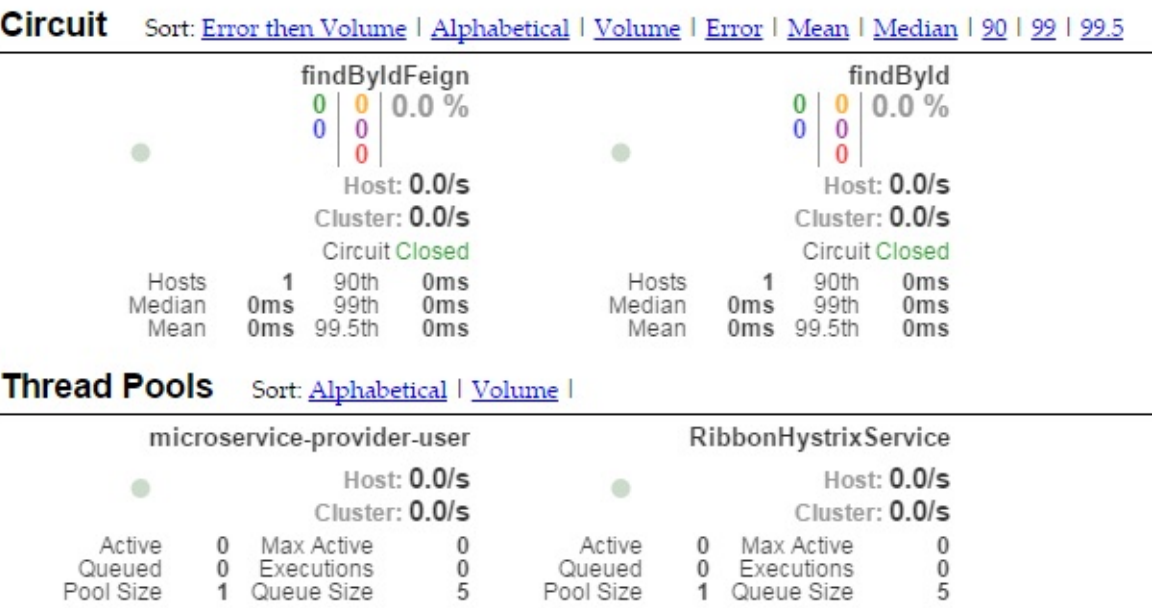 Circuit Sort: Error then Volume | Alphabetical | Volume | Error | Mean | Median | 90 | 99 | 99.5
findByIdFeign findById
0 0 0.0 % 0 0 0.0 %
0 0 0 0
0 0
Host: 0.0/s Host: 0.0/s
Cluster: 0.0/s Cluster: 0.0/s
Circuit Closed Circuit Closed
Hosts 1 90th 0ms Hosts 1 90th 0ms
Median 0ms 99th 0ms Median 0ms 99th 0ms
Mean 0ms 99.5th 0ms Mean 0ms 99.5th 0ms
Thread Pools Sort: Alphabetical | Volume |
microservice-provider-user RibbonHystrixService
Host: 0.0/s Host: 0.0/s
Cluster: 0.0/s Cluster: 0.0/s
Active 0 Max Active 0 Active 0 Max Active 0
Queued 0 Executions 0 Queued 0 Executions 0
Pool Size 1 Queue Size 5 Pool Size 1 Queue Size 5